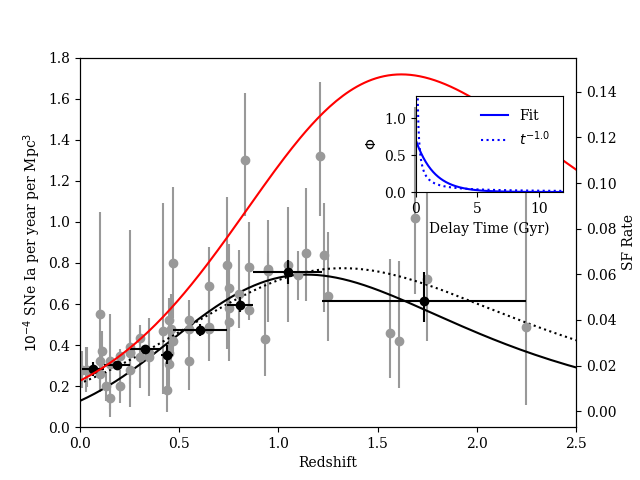 1.8
1.6
1.4
1.2
1.0
0.8
0.6
0.4
0.2
0.0
10⁻⁴ SNe Ia per year per Mpc³
0.0 0.5 1.0 1.5 2.0 2.5
Redshift
0.14
0.12
0.10
0.08
0.06
0.04
0.02
0.00
SF Rate
1.0
0.5
0.0
Fit
t⁻¹·⁰
0 5 10
Delay Time (Gyr)